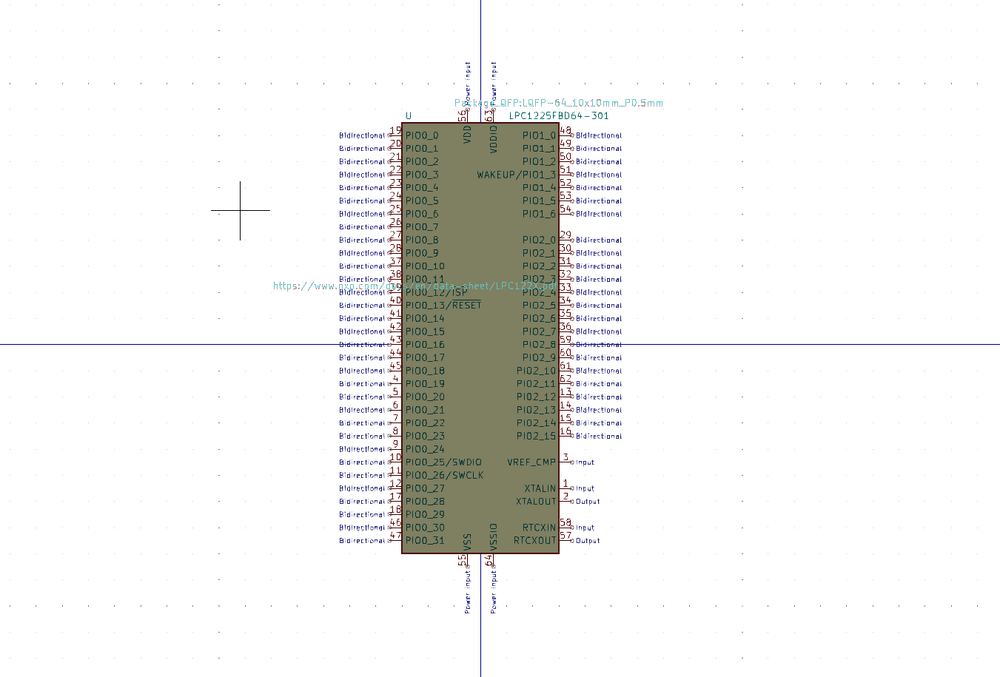 Power input Power input
Package_QFP:LQFP-64_10x10mm_P0.5mm
U 56 63 LPC1225FBD64-301
VDD VDDIO
Bidirectional 19 PIO0_0 PIO1_0 48 Bidirectional
Bidirectional 20 PIO0_1 PIO1_1 49 Bidirectional
Bidirectional 21 PIO0_2 PIO1_2 50 Bidirectional
Bidirectional 22 PIO0_3 WAKEUP/PIO1_3 51 Bidirectional
Bidirectional 23 PIO0_4 PIO1_4 52 Bidirectional
Bidirectional 24 PIO0_5 PIO1_5 53 Bidirectional
Bidirectional 25 PIO0_6 PIO1_6 54 Bidirectional
Bidirectional 26 PIO0_7
Bidirectional 27 PIO0_8 PIO2_0 29 Bidirectional
Bidirectional 28 PIO0_9 PIO2_1 30 Bidirectional
Bidirectional 37 PIO0_10 PIO2_2 31 Bidirectional
Bidirectional 38 PIO0_11 PIO2_3 32 Bidirectional
Bidirectional 39 PIO0_12/ISP PIO2_4 33 Bidirectional
Bidirectional 40 PIO0_13/RESET PIO2_5 34 Bidirectional
Bidirectional 41 PIO0_14 PIO2_6 35 Bidirectional
Bidirectional 42 PIO0_15 PIO2_7 36 Bidirectional
Bidirectional 43 PIO0_16 PIO2_8 59 Bidirectional
Bidirectional 44 PIO0_17 PIO2_9 60 Bidirectional
Bidirectional 45 PIO0_18 PIO2_10 61 Bidirectional
Bidirectional 4 PIO0_19 PIO2_11 62 Bidirectional
Bidirectional 5 PIO0_20 PIO2_12 13 Bidirectional
Bidirectional 6 PIO0_21 PIO2_13 14 Bidirectional
Bidirectional 7 PIO0_22 PIO2_14 15 Bidirectional
Bidirectional 8 PIO0_23 PIO2_15 16 Bidirectional
Bidirectional 9 PIO0_24
Bidirectional 10 PIO0_25/SWDIO VREF_CMP 3 Input
Bidirectional 11 PIO0_26/SWCLK
Bidirectional 12 PIO0_27 XTALIN 1 Input
Bidirectional 17 PIO0_28 XTALOUT 2 Output
Bidirectional 18 PIO0_29
Bidirectional 46 PIO0_30 RTCXIN 58 Input
Bidirectional 47 PIO0_31 RTCXOUT 57 Output
VSS VSSIO
55 64
Power input Power input